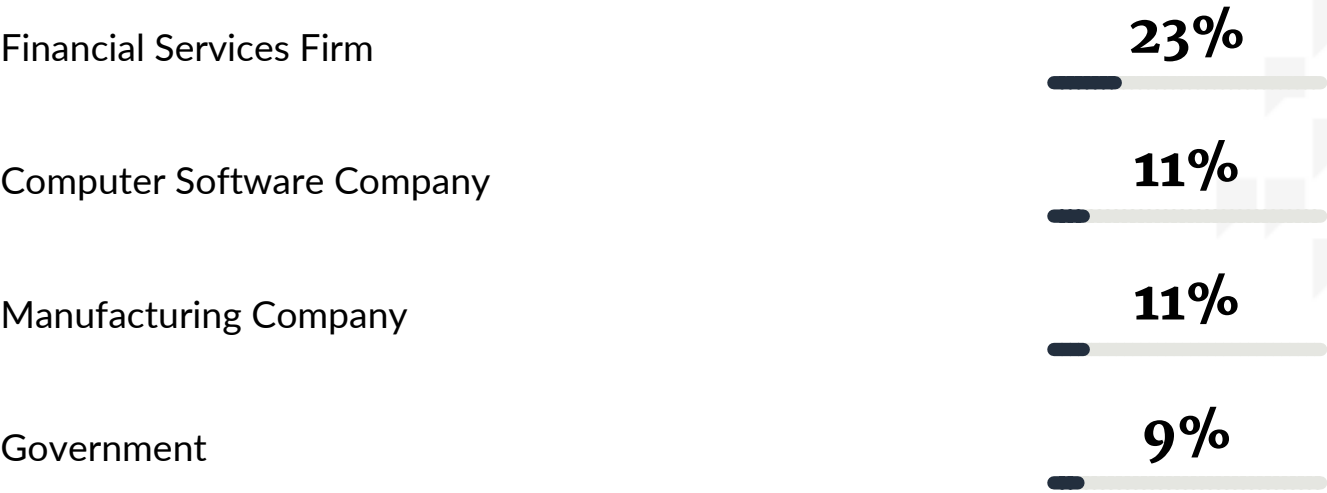 Financial Services Firm 23%
Computer Software Company 11%
Manufacturing Company 11%
Government 9%